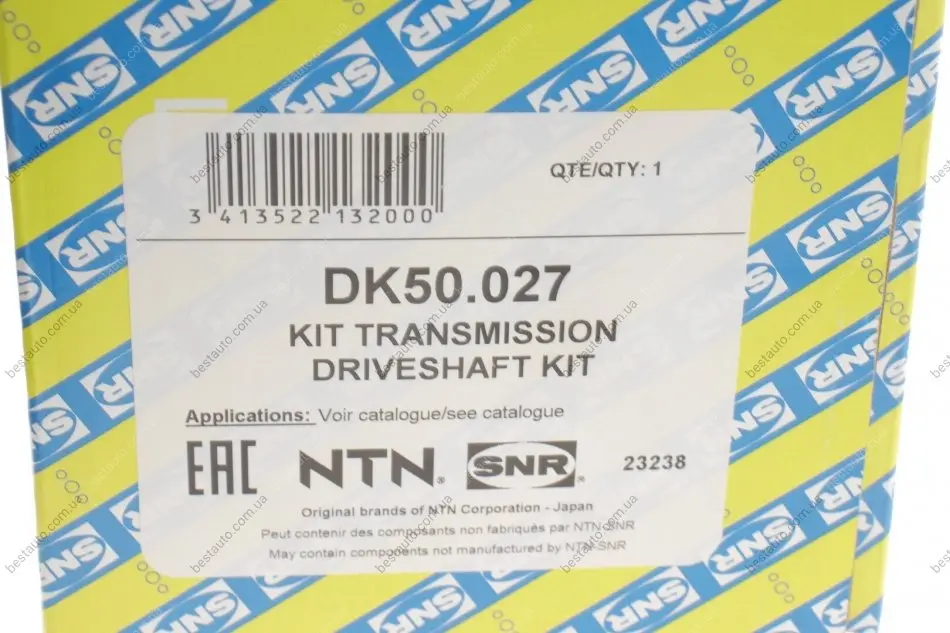 QTE/QTY: 1
3 413522 132000
DK50.027
KIT TRANSMISSION
DRIVESHAFT KIT
Applications: Voir catalogue/see catalogue
EAC NTN® SNR® 23238
Original brands of NTN Corporation - Japan
Peut contenir des composants non fabriqués par NTN-SNR
May contain components not manufactured by NTN-SNR
SNR
bestauto.com.ua